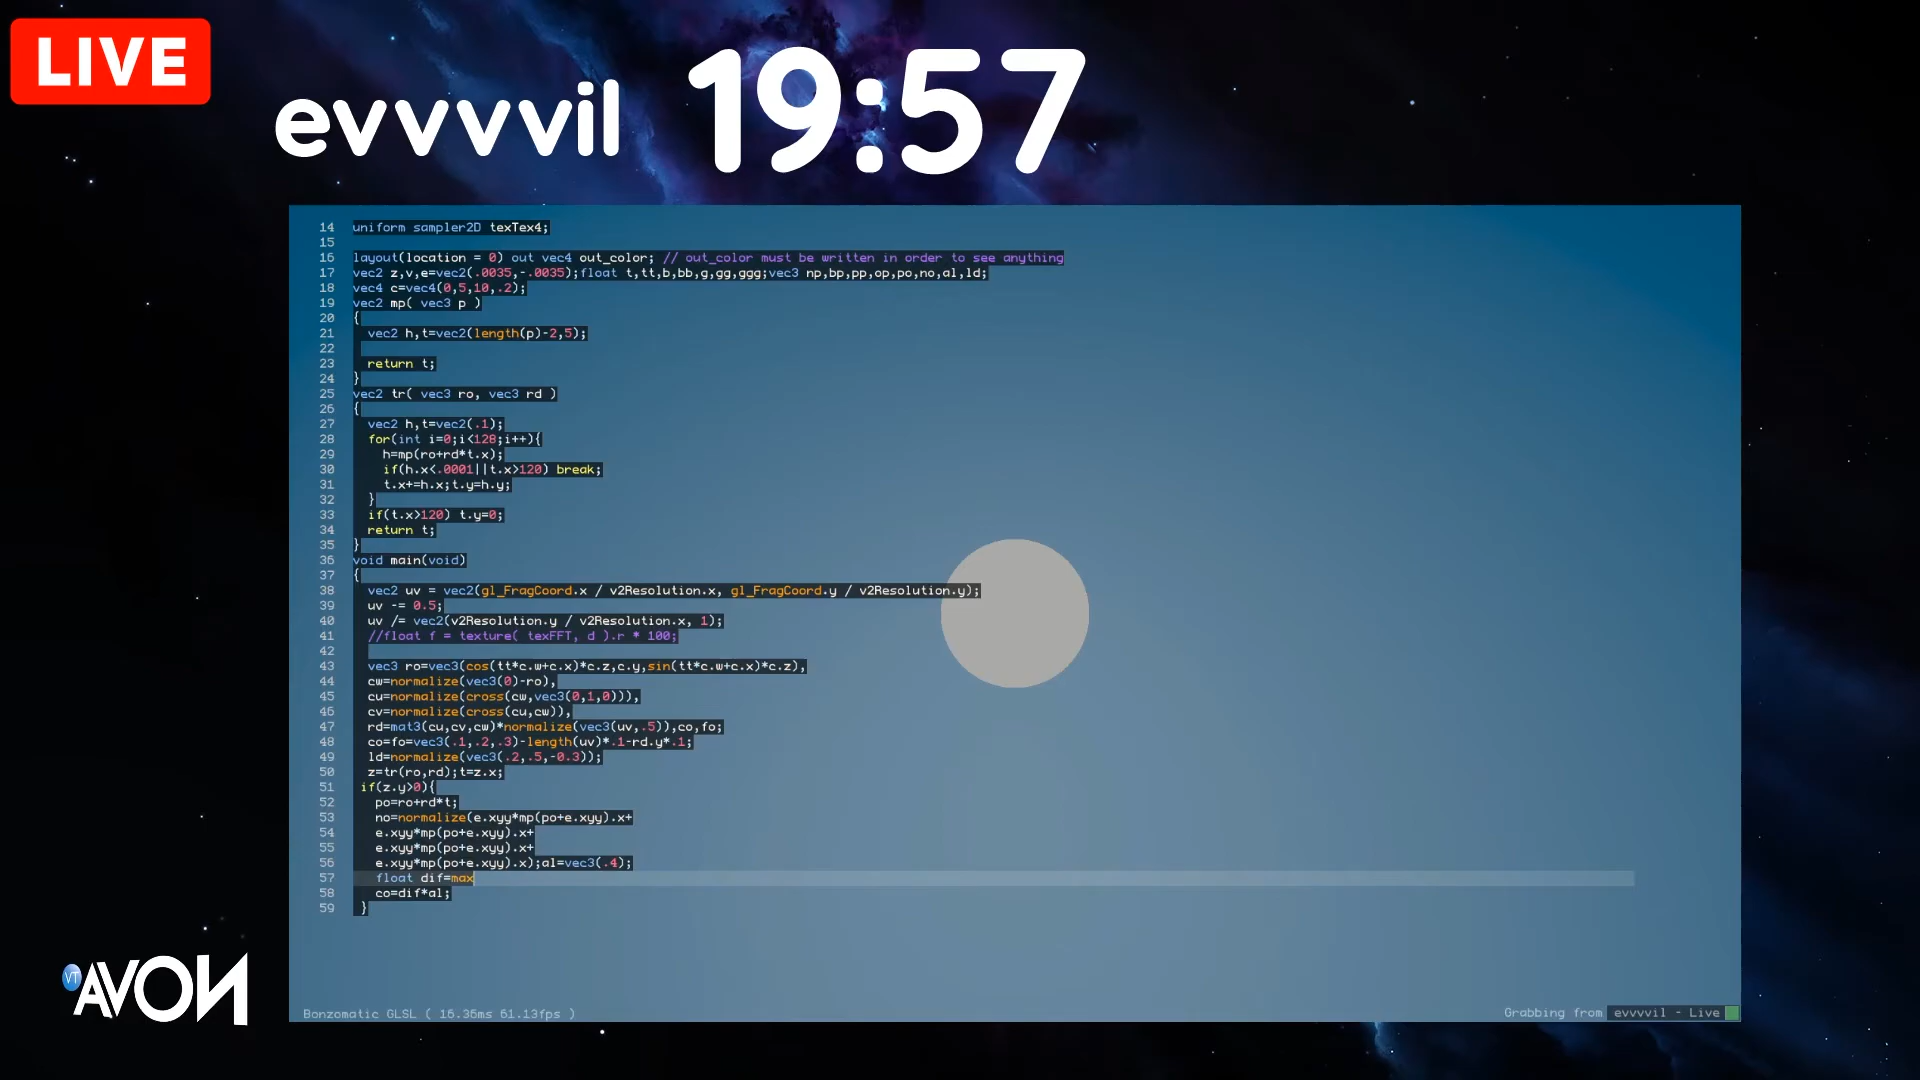 LIVE
evvvvil 19:57
14 uniform sampler2D texTex4;
15
16 layout(location = 0) out vec4 out_color; // out_color must be written in order to see anything
17 vec2 z,v,e=vec2(.0035,-.0035);float t,tt,b,bb,g,gg,ggg;vec3 np,bp,pp,op,po,no,al,ld;
18 vec4 c=vec4(0,5,10,.2);
19 vec2 mp( vec3 p )
20 {
21 vec2 h,t=vec2(length(p)-2,5);
22
23 return t;
24 }
25 vec2 tr( vec3 ro, vec3 rd )
26 {
27 vec2 h,t=vec2(.1);
28 for(int i=0;i<128;i++){
29 h=mp(ro+rd*t.x);
30 if(h.x<.0001||t.x>120) break;
31 t.x+=h.x;t.y=h.y;
32 }
33 if(t.x>120) t.y=0;
34 return t;
35 }
36 void main(void)
37 {
38 vec2 uv = vec2(gl_FragCoord.x / v2Resolution.x, gl_FragCoord.y / v2Resolution.y);
39 uv -= 0.5;
40 uv /= vec2(v2Resolution.y / v2Resolution.x, 1);
41 //float f = texture( texFFT, d ).r * 100;
42
43 vec3 ro=vec3(cos(tt*c.w+c.x)*c.z,c.y,sin(tt*c.w+c.x)*c.z),
44 cw=normalize(vec3(0)-ro),
45 cu=normalize(cross(cw,vec3(0,1,0))),
46 cv=normalize(cross(cu,cw)),
47 rd=mat3(cu,cv,cw)*normalize(vec3(uv,.5)),co,fo;
48 co=fo=vec3(.1,.2,.3)-length(uv)*.1-rd.y*.1;
49 ld=normalize(vec3(.2,.5,-0.3));
50 z=tr(ro,rd);t=z.x;
51 if(z.y>0){
52 po=ro+rd*t;
53 no=normalize(e.xyy*mp(po+e.xyy).x+
54 e.xyy*mp(po+e.xyy).x+
55 e.xyy*mp(po+e.xyy).x+
56 e.xyy*mp(po+e.xyy).x);al=vec3(.4);
57 float dif=max
58 co=dif*al;
59 }
VT AVON
Bonzomatic GLSL ( 16.36ms 61.13fps )
Grabbing from evvvvil - Live